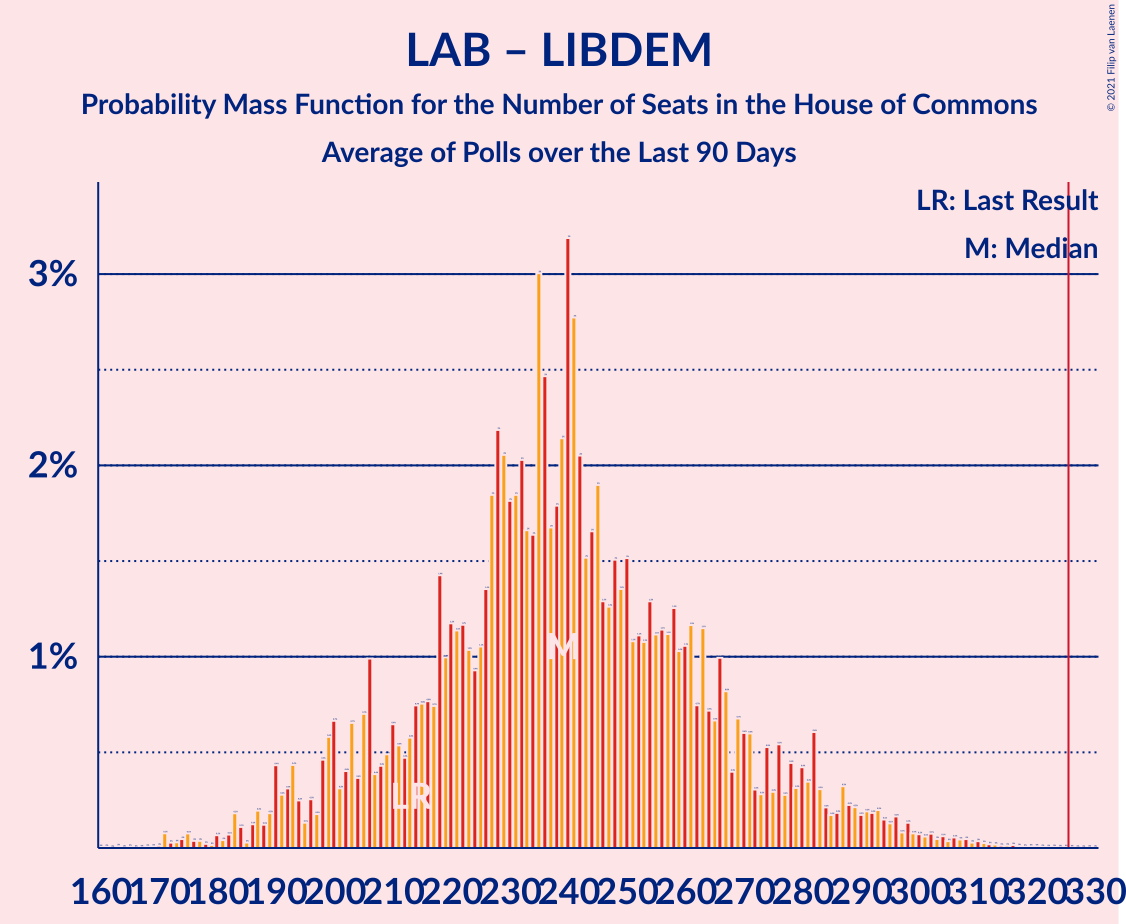 LAB – LIBDEM
Probability Mass Function for the Number of Seats in the House of Commons
Average of Polls over the Last 90 Days
© 2021 Filip van Laenen
LR: Last Result
M: Median
3%
2%
1%
M
LR
160 170 180 190 200 210 220 230 240 250 260 270 280 290 300 310 320 330